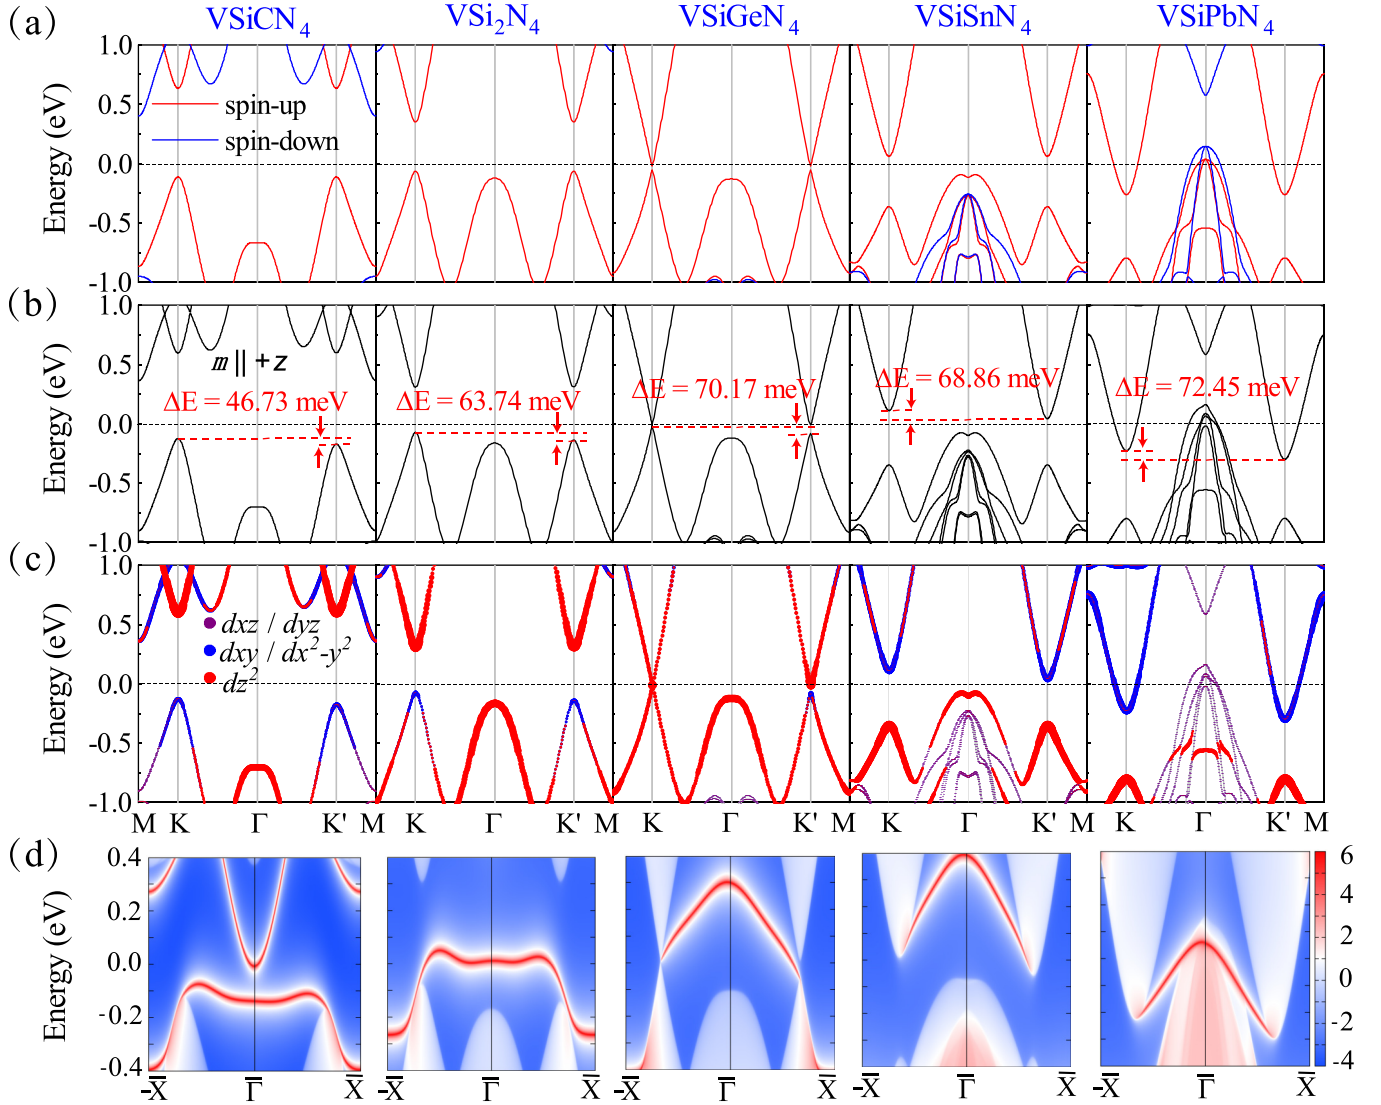 (a) VSiCN4 VSi2N4 VSiGeN4 VSiSnN4 VSiPbN4
1.0
0.5
0.0
-0.5
-1.0
Energy (eV)
spin-up
spin-down
(b)
1.0
0.5
0.0
-0.5
-1.0
Energy (eV)
m || +z
ΔE = 46.73 meV
ΔE = 63.74 meV
ΔE = 70.17 meV
ΔE = 68.86 meV
ΔE = 72.45 meV
(c)
1.0
0.5
0.0
-0.5
-1.0
Energy (eV)
dxz / dyz
dxy / dx²-y²
dz²
M K Γ K' M K Γ K' M K Γ K' M K Γ K' M K Γ K' M
(d)
0.4
0.2
0.0
-0.2
-0.4
Energy (eV)
-X̅ Γ̅ X̅ -X̅ Γ̅ X̅ -X̅ Γ̅ X̅ -X̅ Γ̅ X̅ -X̅ Γ̅ X̅
6
4
2
0
-2
-4